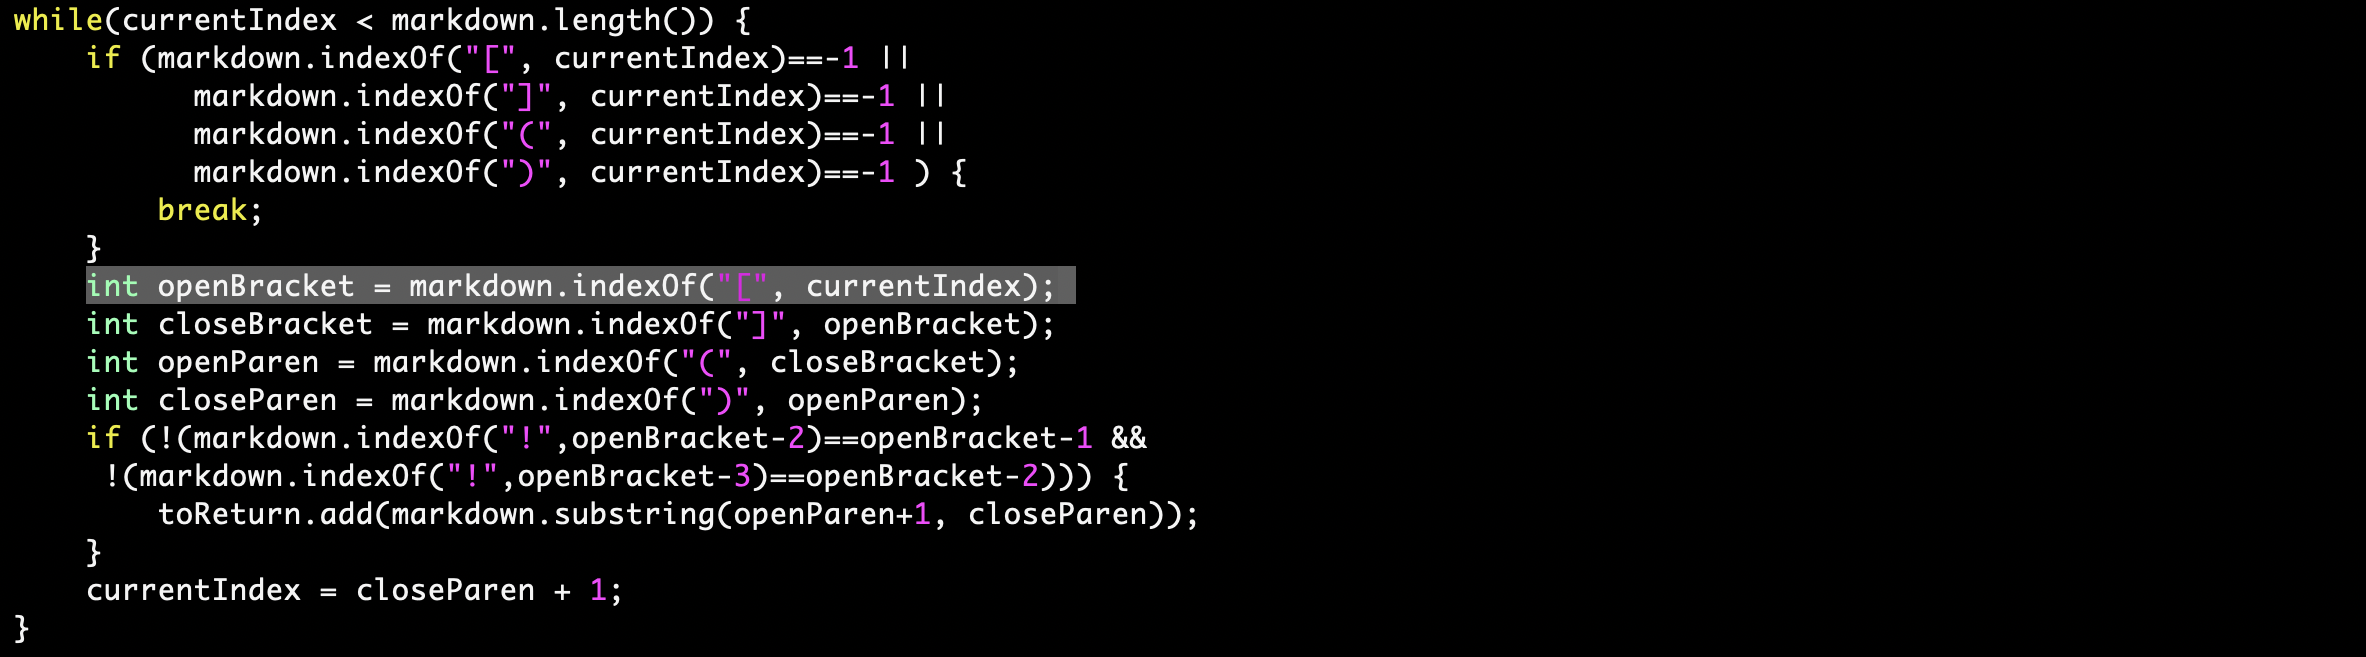 while(currentIndex < markdown.length()) {
    if (markdown.indexOf("[", currentIndex)==-1 ||
          markdown.indexOf("]", currentIndex)==-1 ||
          markdown.indexOf("(", currentIndex)==-1 ||
          markdown.indexOf(")", currentIndex)==-1 ) {
        break;
    }
    int openBracket = markdown.indexOf("[", currentIndex);
    int closeBracket = markdown.indexOf("]", openBracket);
    int openParen = markdown.indexOf("(", closeBracket);
    int closeParen = markdown.indexOf(")", openParen);
    if (!(markdown.indexOf("!",openBracket-2)==openBracket-1 &&
     !(markdown.indexOf("!",openBracket-3)==openBracket-2))) {
        toReturn.add(markdown.substring(openParen+1, closeParen));
    }
    currentIndex = closeParen + 1;
}